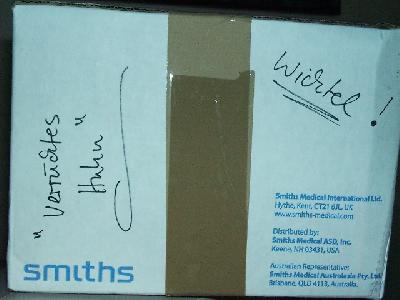 "Verrücktes
Huhn"
Wichtel!
smiths
Smiths Medical International Ltd.
Hythe, Kent, CT21 6JL, UK
www.smiths-medical.com
Distributed by:
Smiths Medical ASD, Inc.
Keene, NH 03431, USA
Australian Representative:
Smiths Medical Australasia Pty. Ltd.
Brisbane, QLD 4113, Australia.